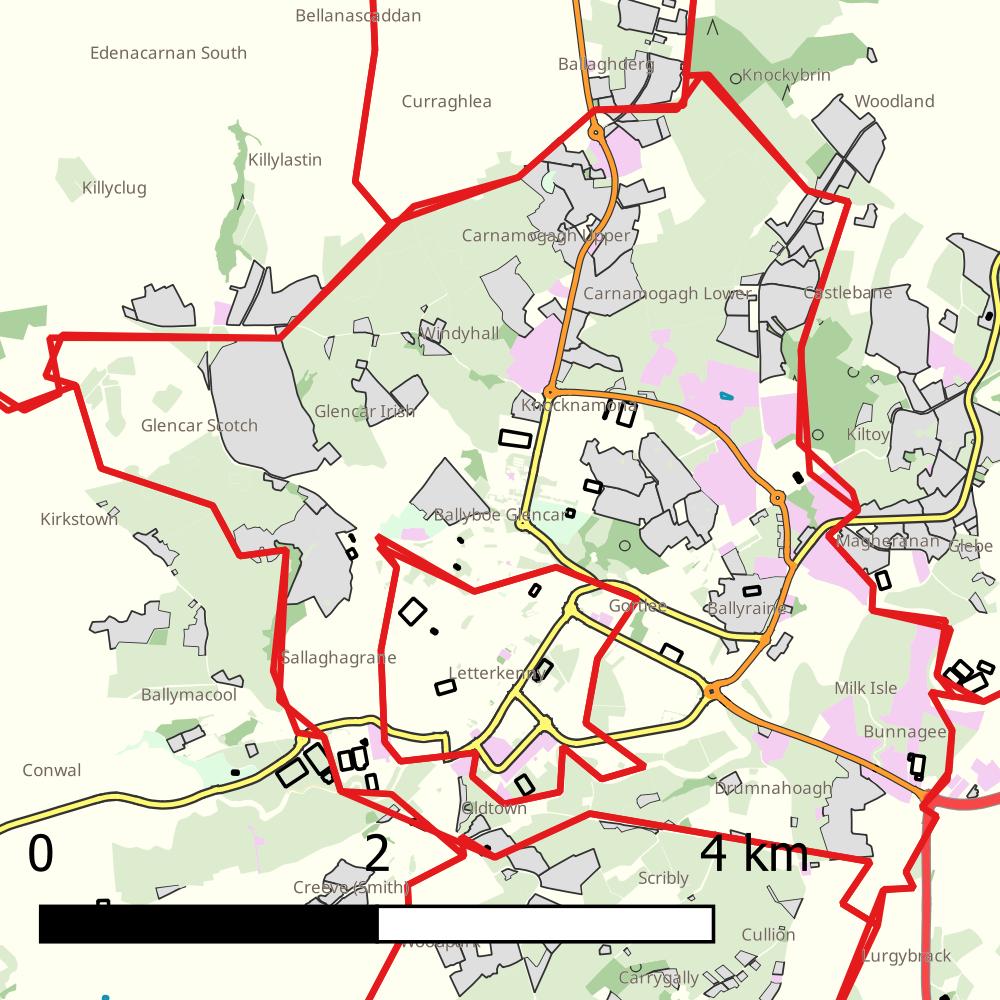 Bellanascaddan
Edenacarnan South
Ballaghderg
Knockybrin
Curraghlea
Woodland
Killylastin
Killyclug
Carnamogagh Upper
Carnamogagh Lower
Castlebane
Windyhall
Knocknamona
Glencar Irish
Glencar Scotch
Kiltoy
Ballyboe Glencar
Kirkstown
Magheranan
Glebe
Gortlee
Ballyraine
Sallaghagrane
Letterkenny
Milk Isle
Ballymacool
Bunnagee
Conwal
Drumnahoagh
Oldtown
0 2 4 km
Scribly
Creeve (Smith)
Cullion
Woodpark
Lurgybrack
Carrygally